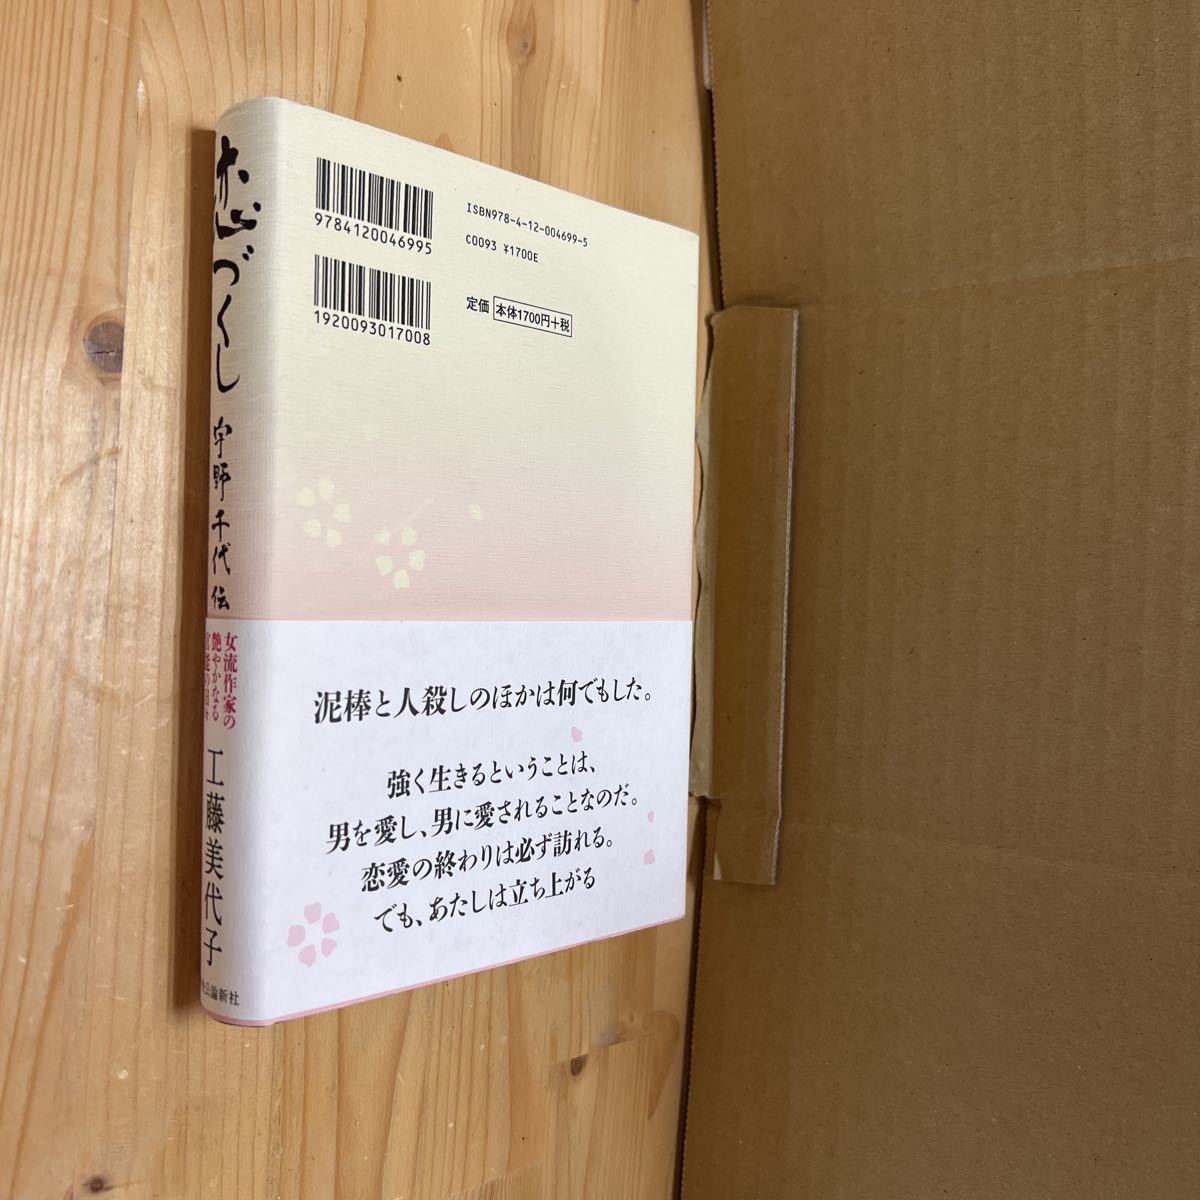 恋づくし
宇野千代伝
女流作家の
艶やかなる
官能の日々
工藤美代子
公論新社
9784120046995
1920093017008
ISBN978-4-12-004699-5
C0093 ¥1700E
定価 本体1700円+税
泥棒と人殺しのほかは何でもした。
強く生きるということは、
男を愛し、男に愛されることなのだ。
恋愛の終わりは必ず訪れる。
でも、あたしは立ち上がる